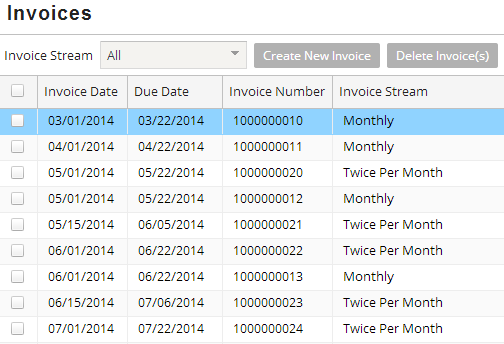 Invoices
Invoice Stream All Create New Invoice Delete Invoice(s)
Invoice Date Due Date Invoice Number Invoice Stream
03/01/2014 03/22/2014 1000000010 Monthly
04/01/2014 04/22/2014 1000000011 Monthly
05/01/2014 05/22/2014 1000000020 Twice Per Month
05/01/2014 05/22/2014 1000000012 Monthly
05/15/2014 06/05/2014 1000000021 Twice Per Month
06/01/2014 06/22/2014 1000000022 Twice Per Month
06/01/2014 06/22/2014 1000000013 Monthly
06/15/2014 07/06/2014 1000000023 Twice Per Month
07/01/2014 07/22/2014 1000000024 Twice Per Month